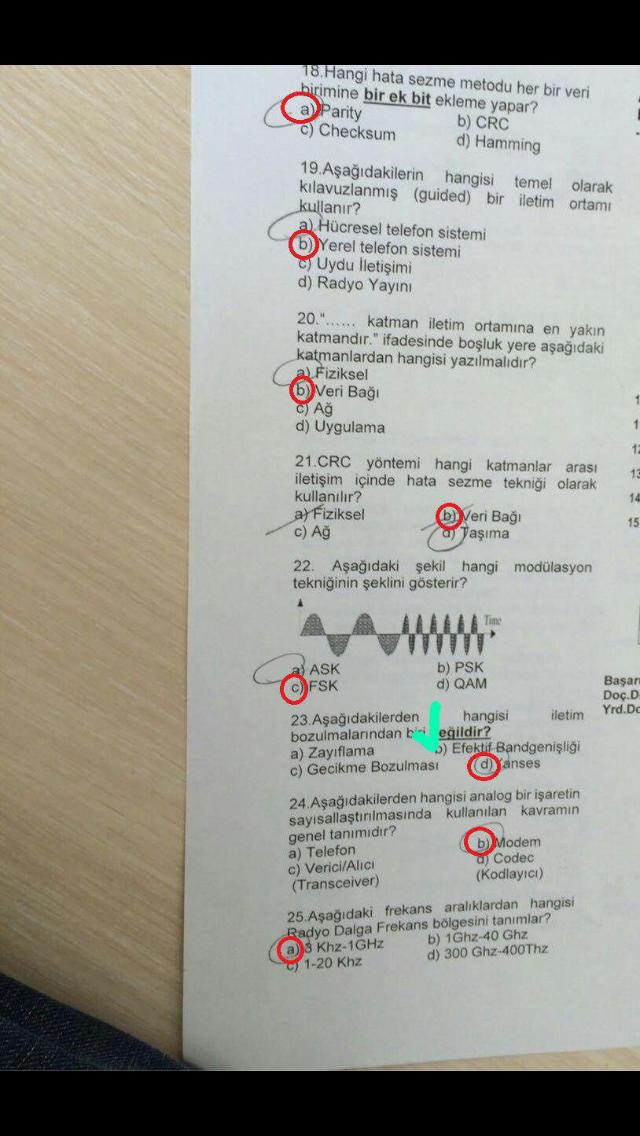 18.Hangi hata sezme metodu her bir veri
birimine bir ek bit ekleme yapar?
a) Parity b) CRC
c) Checksum d) Hamming
19.Aşağıdakilerin hangisi temel olarak
kılavuzlanmış (guided) bir iletim ortamı
kullanır?
a) Hücresel telefon sistemi
b) Yerel telefon sistemi
c) Uydu İletişimi
d) Radyo Yayını
20."...... katman iletim ortamına en yakın
katmandır." ifadesinde boşluk yere aşağıdaki
katmanlardan hangisi yazılmalıdır?
a) Fiziksel
b) Veri Bağı
c) Ağ
d) Uygulama
21.CRC yöntemi hangi katmanlar arası
iletişim içinde hata sezme tekniği olarak
kullanılır?
a) Fiziksel b) Veri Bağı
c) Ağ d) Taşıma
22. Aşağıdaki şekil hangi modülasyon
tekniğinin şeklini gösterir?
Time
a) ASK b) PSK
c) FSK d) QAM
23.Aşağıdakilerden hangisi iletim
bozulmalarından biri değildir?
a) Zayıflama b) Efektif Bandgenişliği
c) Gecikme Bozulması d)
24.Aşağıdakilerden hangisi analog bir işaretin
sayısallaştırılmasında kullanılan kavramın
genel tanımıdır?
a) Telefon b) Modem
c) Verici/Alıcı d) Codec
(Transceiver) (Kodlayıcı)
25.Aşağıdaki frekans aralıklardan hangisi
Radyo Dalga Frekans bölgesini tanımlar?
a) 3 Khz-1GHz b) 1Ghz-40 Ghz
c) 1-20 Khz d) 300 Ghz-400Thz
13
14
15
Başarı
Doç.D
Yrd.Do